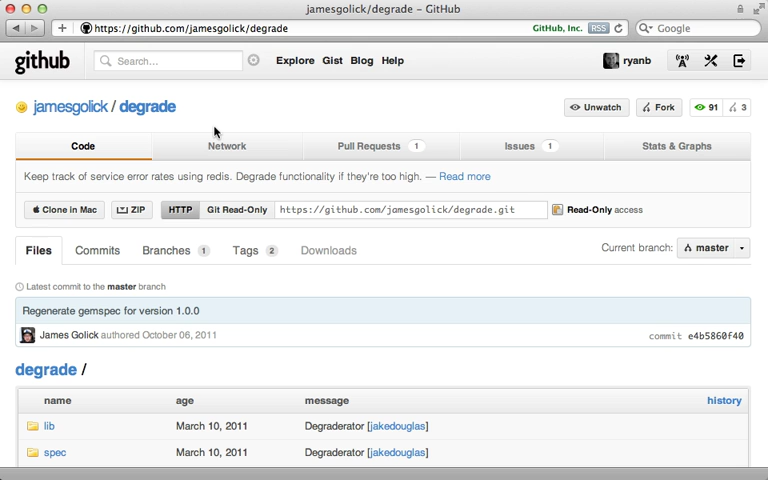 jamesgolick/degrade – GitHub
https://github.com/jamesgolick/degrade GitHub, Inc. RSS Google
github Search... Explore Gist Blog Help ryanb
jamesgolick / degrade Unwatch Fork 91 3
Code Network Pull Requests 1 Issues 1 Stats & Graphs
Keep track of service error rates using redis. Degrade functionality if they're too high. — Read more
Clone in Mac ZIP HTTP Git Read-Only https://github.com/jamesgolick/degrade.git Read-Only access
Files Commits Branches 1 Tags 2 Downloads Current branch: master
Latest commit to the master branch
Regenerate gemspec for version 1.0.0
James Golick authored October 06, 2011 commit e4b5860f40
degrade /
name age message history
lib March 10, 2011 Degraderator [jakedouglas]
spec March 10, 2011 Degraderator [jakedouglas]